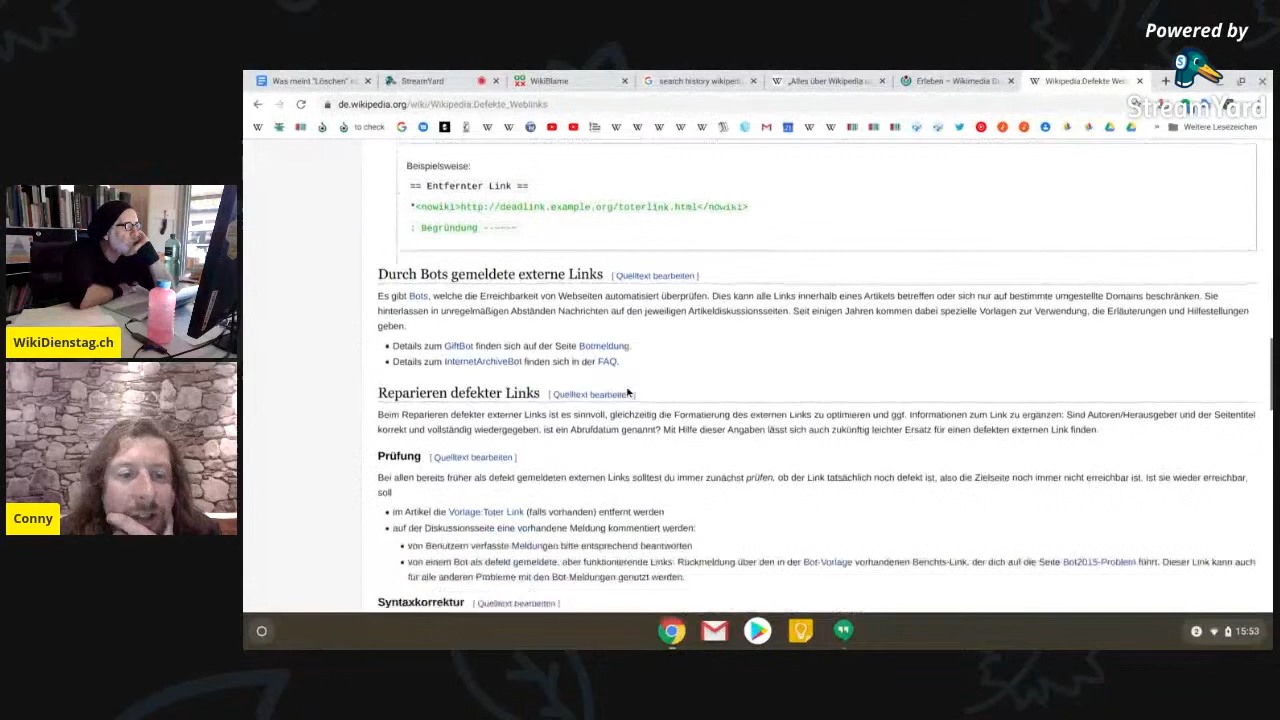 Powered by
StreamYard
Was meint "Löschen"
StreamYard
WikiBlame
search history wikiped
„Alles über Wikipedia u
Erleben – Wikimedia D
Wikipedia:Defekte Web
de.wikipedia.org/wiki/Wikipedia:Defekte_Weblinks
to check
Weitere Lesezeichen
Beispielsweise:
== Entfernter Link ==
*<nowiki>http://deadlink.example.org/toterlink.html</nowiki>
: Begründung ------
Durch Bots gemeldete externe Links [ Quelltext bearbeiten ]
Es gibt Bots, welche die Erreichbarkeit von Webseiten automatisiert überprüfen. Dies kann alle Links innerhalb eines Artikels betreffen oder sich nur auf bestimmte umgestellte Domains beschränken. Sie
hinterlassen in unregelmäßigen Abständen Nachrichten auf den jeweiligen Artikeldiskussionsseiten. Seit einigen Jahren kommen dabei spezielle Vorlagen zur Verwendung, die Erläuterungen und Hilfestellungen
geben.
• Details zum GiftBot finden sich auf der Seite Botmeldung.
• Details zum InternetArchiveBot finden sich in der FAQ.
Reparieren defekter Links [ Quelltext bearbeiten ]
Beim Reparieren defekter externer Links ist es sinnvoll, gleichzeitig die Formatierung des externen Links zu optimieren und ggf. Informationen zum Link zu ergänzen: Sind Autoren/Herausgeber und der Seitentitel
korrekt und vollständig wiedergegeben, ist ein Abrufdatum genannt? Mit Hilfe dieser Angaben lässt sich auch zukünftig leichter Ersatz für einen defekten externen Link finden.
Prüfung [ Quelltext bearbeiten ]
Bei allen bereits früher als defekt gemeldeten externen Links solltest du immer zunächst prüfen, ob der Link tatsächlich noch defekt ist, also die Zielseite noch immer nicht erreichbar ist. Ist sie wieder erreichbar,
soll
• im Artikel die Vorlage:Toter Link (falls vorhanden) entfernt werden
• auf der Diskussionsseite eine vorhandene Meldung kommentiert werden:
• von Benutzern verfasste Meldungen bitte entsprechend beantworten
• von einem Bot als defekt gemeldete, aber funktionierende Links: Rückmeldung über den in der Bot-Vorlage vorhandenen Berichts-Link, der dich auf die Seite Bot2015-Problem führt. Dieser Link kann auch
für alle anderen Probleme mit den Bot-Meldungen genutzt werden.
Syntaxkorrektur [ Quelltext bearbeiten ]
WikiDienstag.ch
Conny
15:53